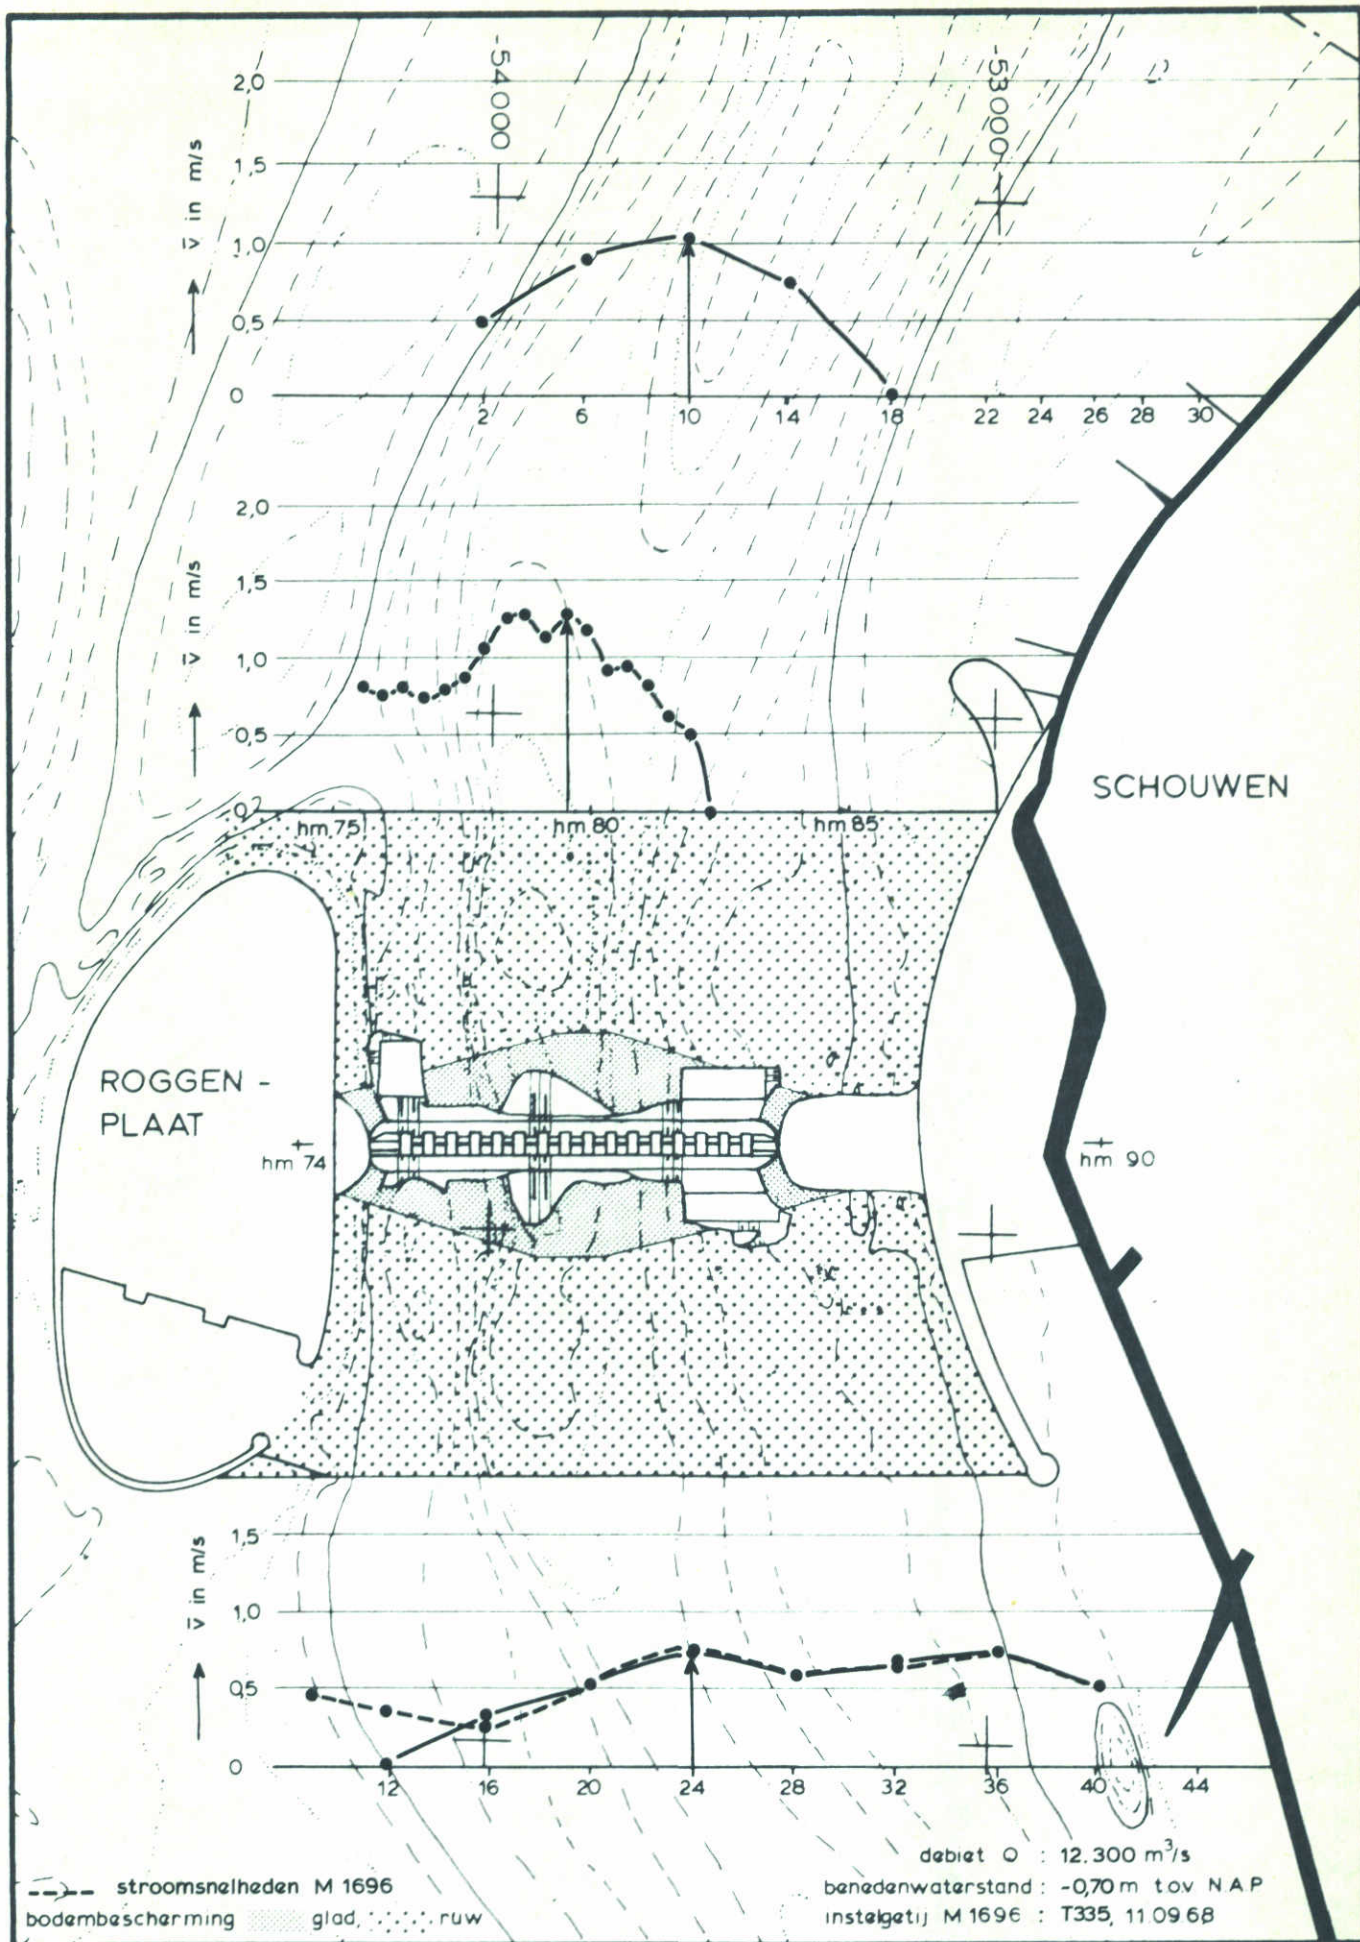 -54000
-53000
v̄ in m/s
2,0
1,5
1,0
0,5
0
2 6 10 14 18 22 24 26 28 30
v̄ in m/s
2,0
1,5
1,0
0,5
0
hm 75 hm 80 hm 85
SCHOUWEN
ROGGEN -
PLAAT
hm 74
hm 90
v̄ in m/s
1,5
1,0
0,5
0
12 16 20 24 28 32 36 40 44
debiet Q : 12.300 m³/s
stroomsnelheden M 1696
benedenwaterstand : -0,70 m t.o.v N.A.P
bodembescherming glad, ruw
instelgetij M 1696 : T335, 11.09.68